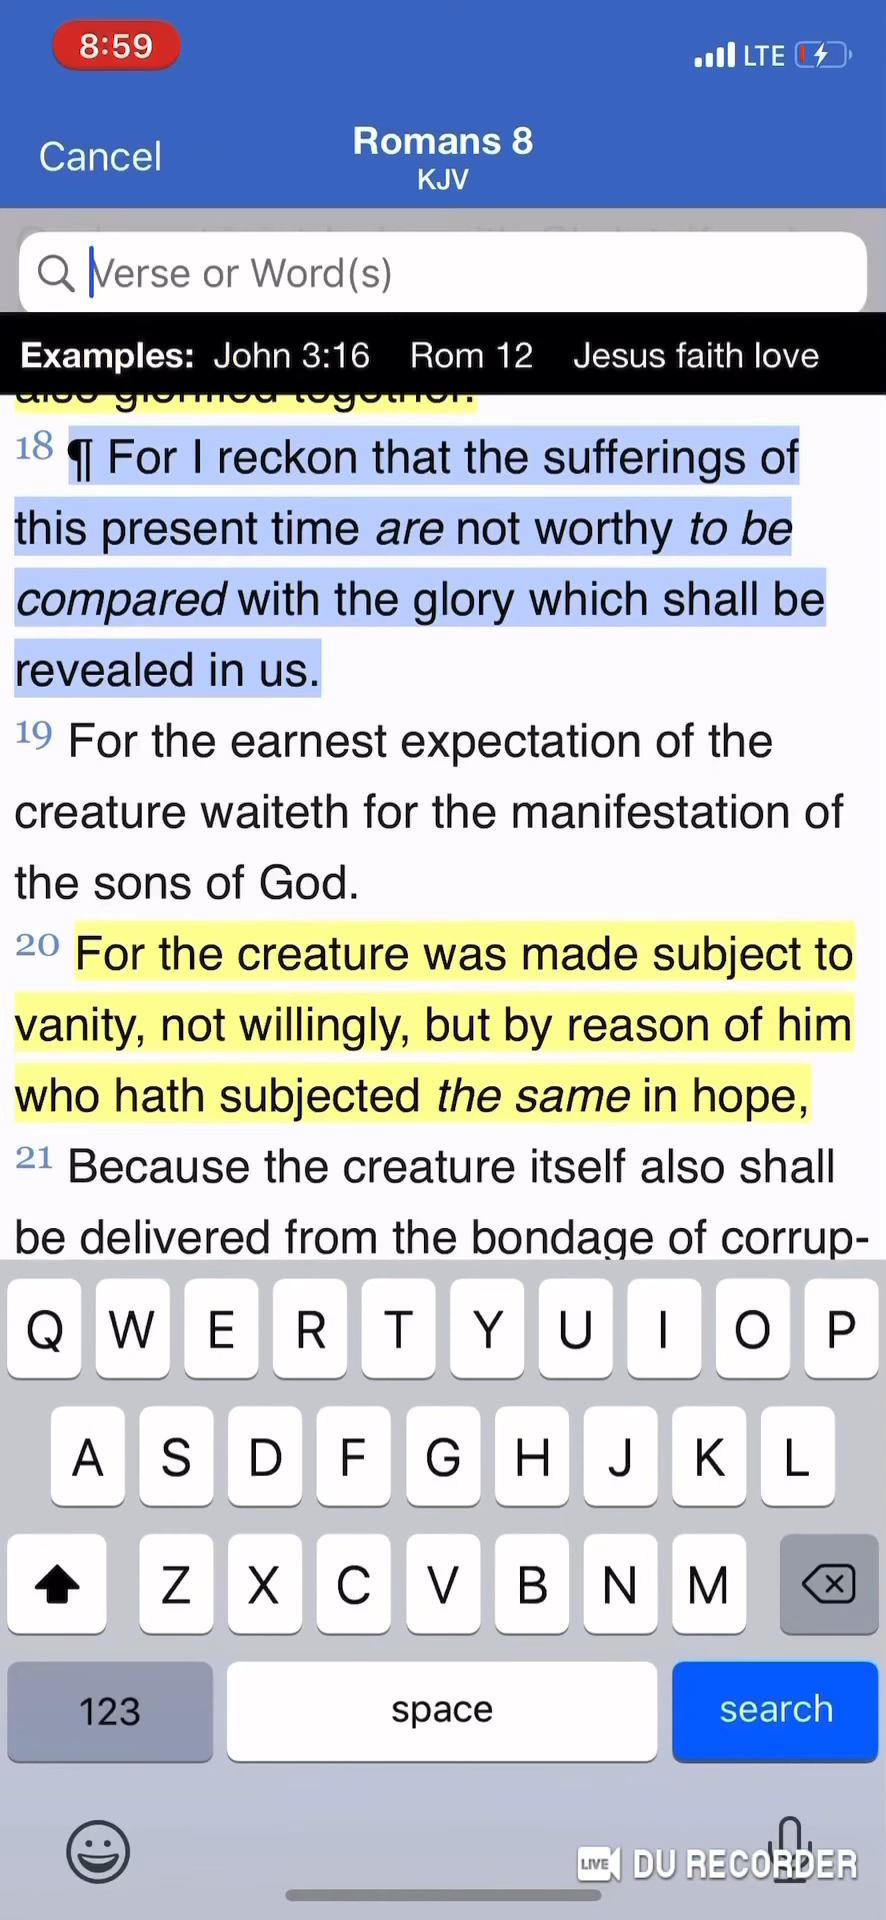 8:59
LTE
Cancel
Romans 8
KJV
Verse or Word(s)
Examples: John 3:16 Rom 12 Jesus faith love
also glorified together.
18 ¶ For I reckon that the sufferings of
this present time are not worthy to be
compared with the glory which shall be
revealed in us.
19 For the earnest expectation of the
creature waiteth for the manifestation of
the sons of God.
20 For the creature was made subject to
vanity, not willingly, but by reason of him
who hath subjected the same in hope,
21 Because the creature itself also shall
be delivered from the bondage of corrup-
Q W E R T Y U I O P
A S D F G H J K L
Z X C V B N M
123 space search
LIVE DU RECORDER